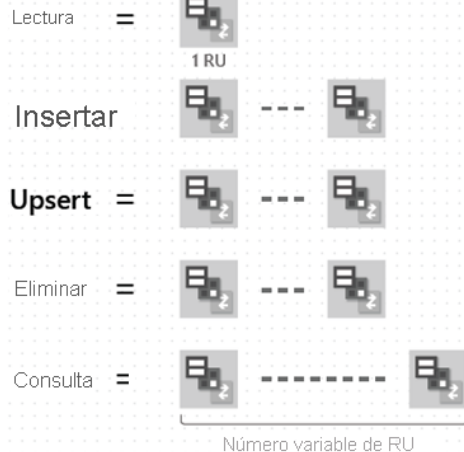 Lectura =
1 RU
Insertar
Upsert =
Eliminar =
Consulta =
Número variable de RU